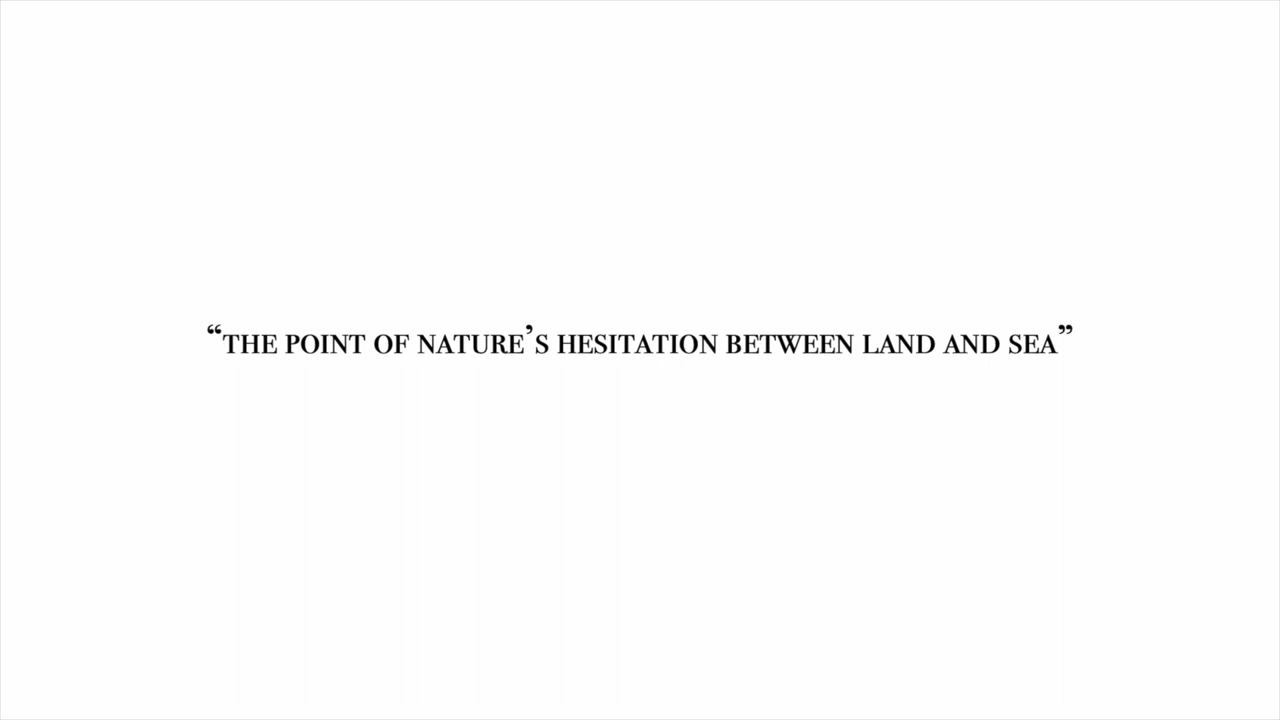 “THE POINT OF NATURE’S HESITATION BETWEEN LAND AND SEA”